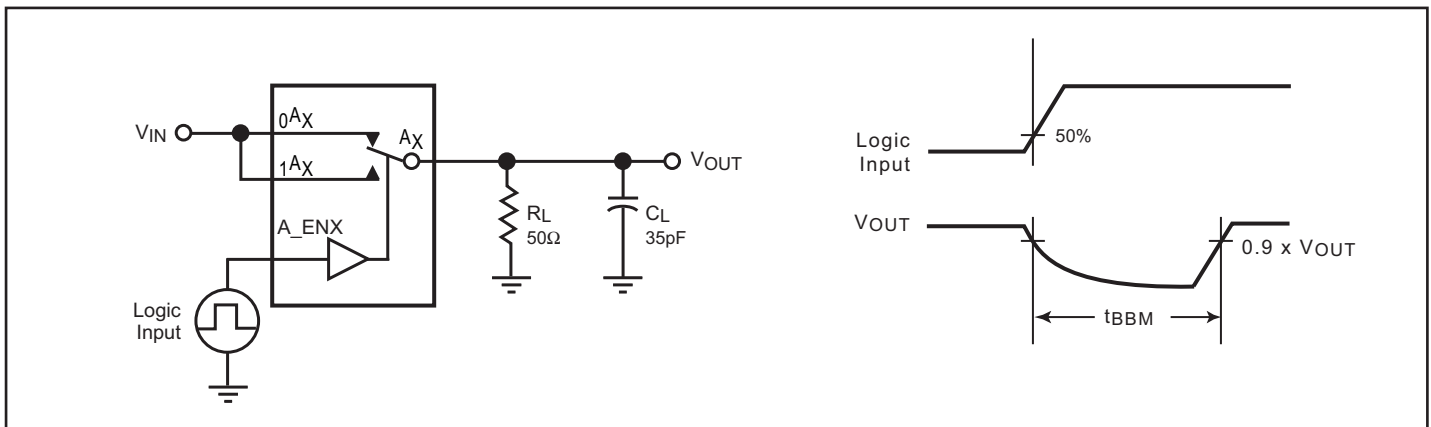 VIN
0AX
1AX
AX
A_ENX
Logic
Input
RL
50Ω
CL
35pF
VOUT
Logic
Input
50%
VOUT
0.9 x VOUT
tBBM